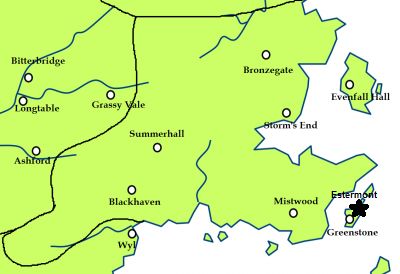 Bitterbridge
Bronzegate
Longtable
Grassy Vale
Evenfall Hall
Storm's End
Summerhall
Ashford
Blackhaven
Mistwood
Estermont
Greenstone
Wyl